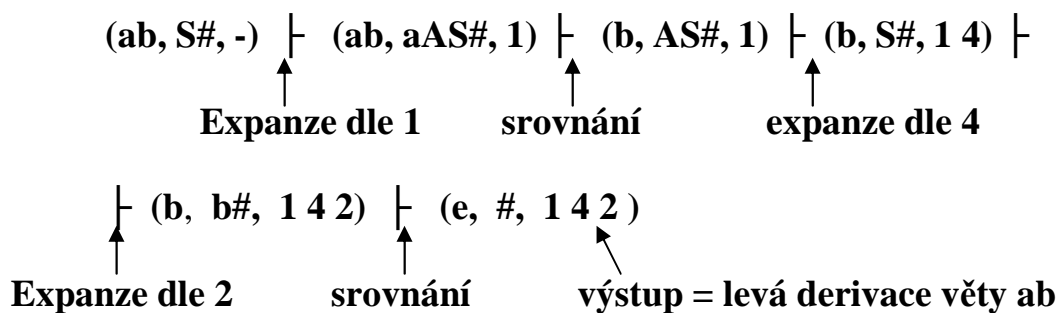 (ab, S#, -) ├ (ab, aAS#, 1) ├ (b, AS#, 1) ├ (b, S#, 1 4) ├
Expanze dle 1 srovnání expanze dle 4
├ (b, b#, 1 4 2) ├ (e, #, 1 4 2 )
Expanze dle 2 srovnání výstup = levá derivace věty ab